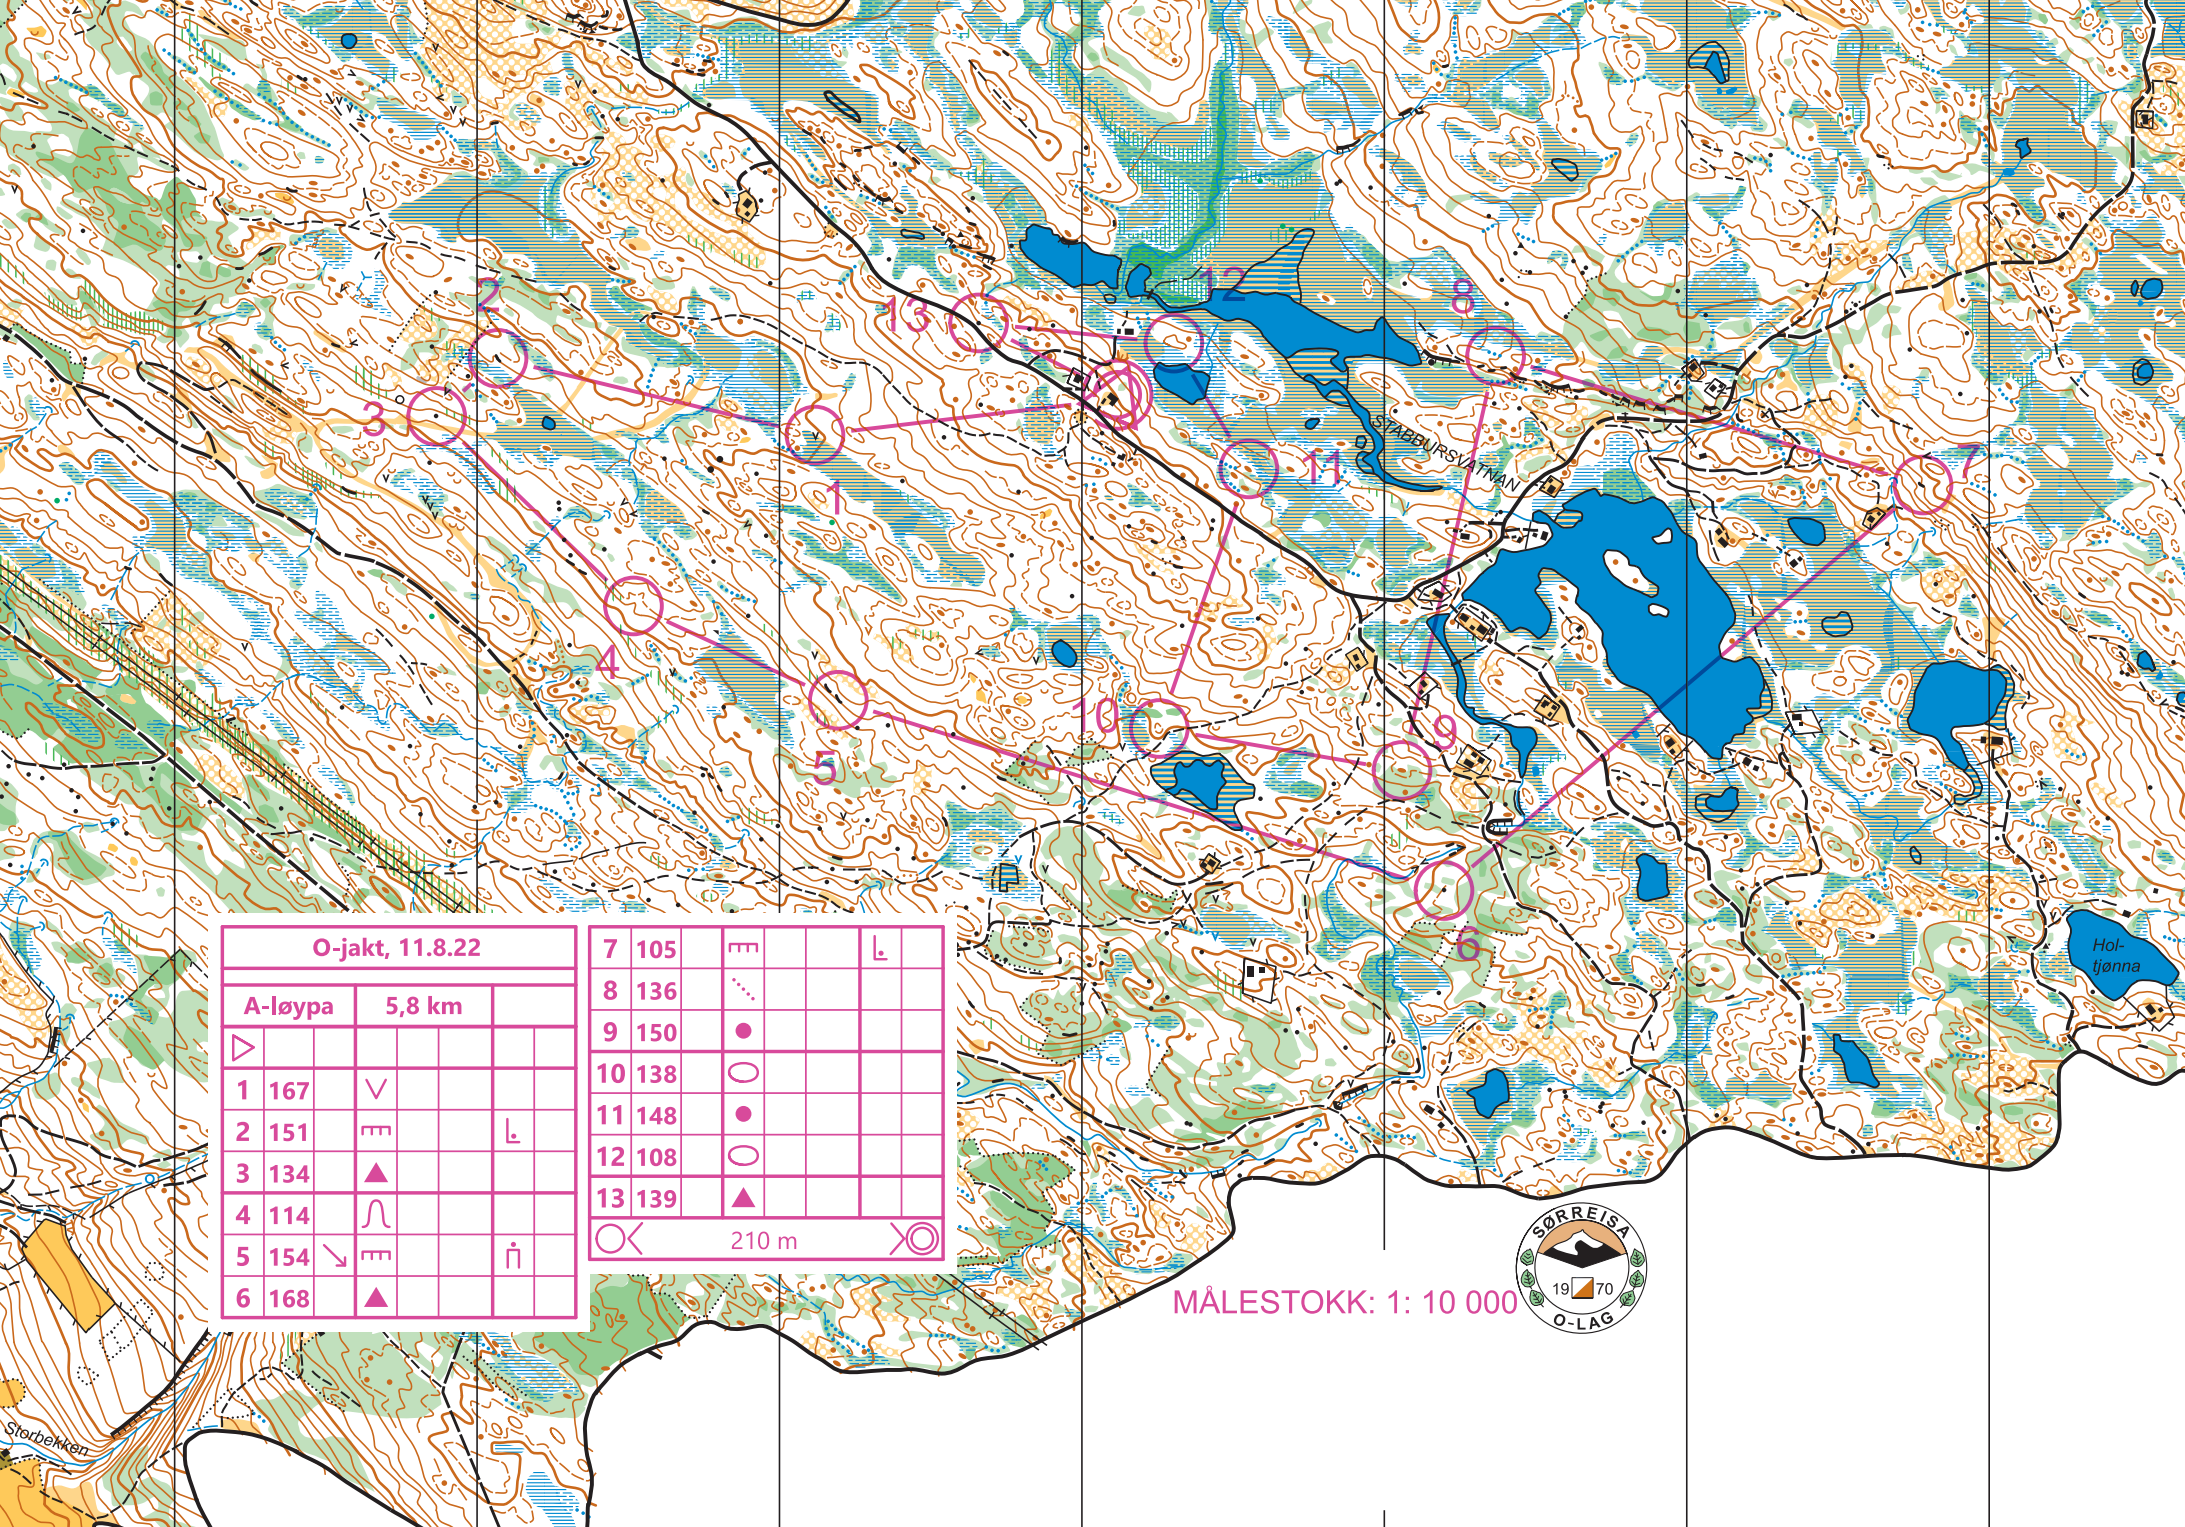 2
12
8
13
3
STABBURSVATNAN
11
7
1
4
10
9
5
6
Hol-
tjønna
O-jakt, 11.8.22
A-løypa 5,8 km
1 167
2 151
3 134
4 114
5 154
6 168
7 105
8 136
9 150
10 138
11 148
12 108
13 139
210 m
MÅLESTOKK: 1: 10 000
SØRREISA
19 70
O-LAG
Storbekken